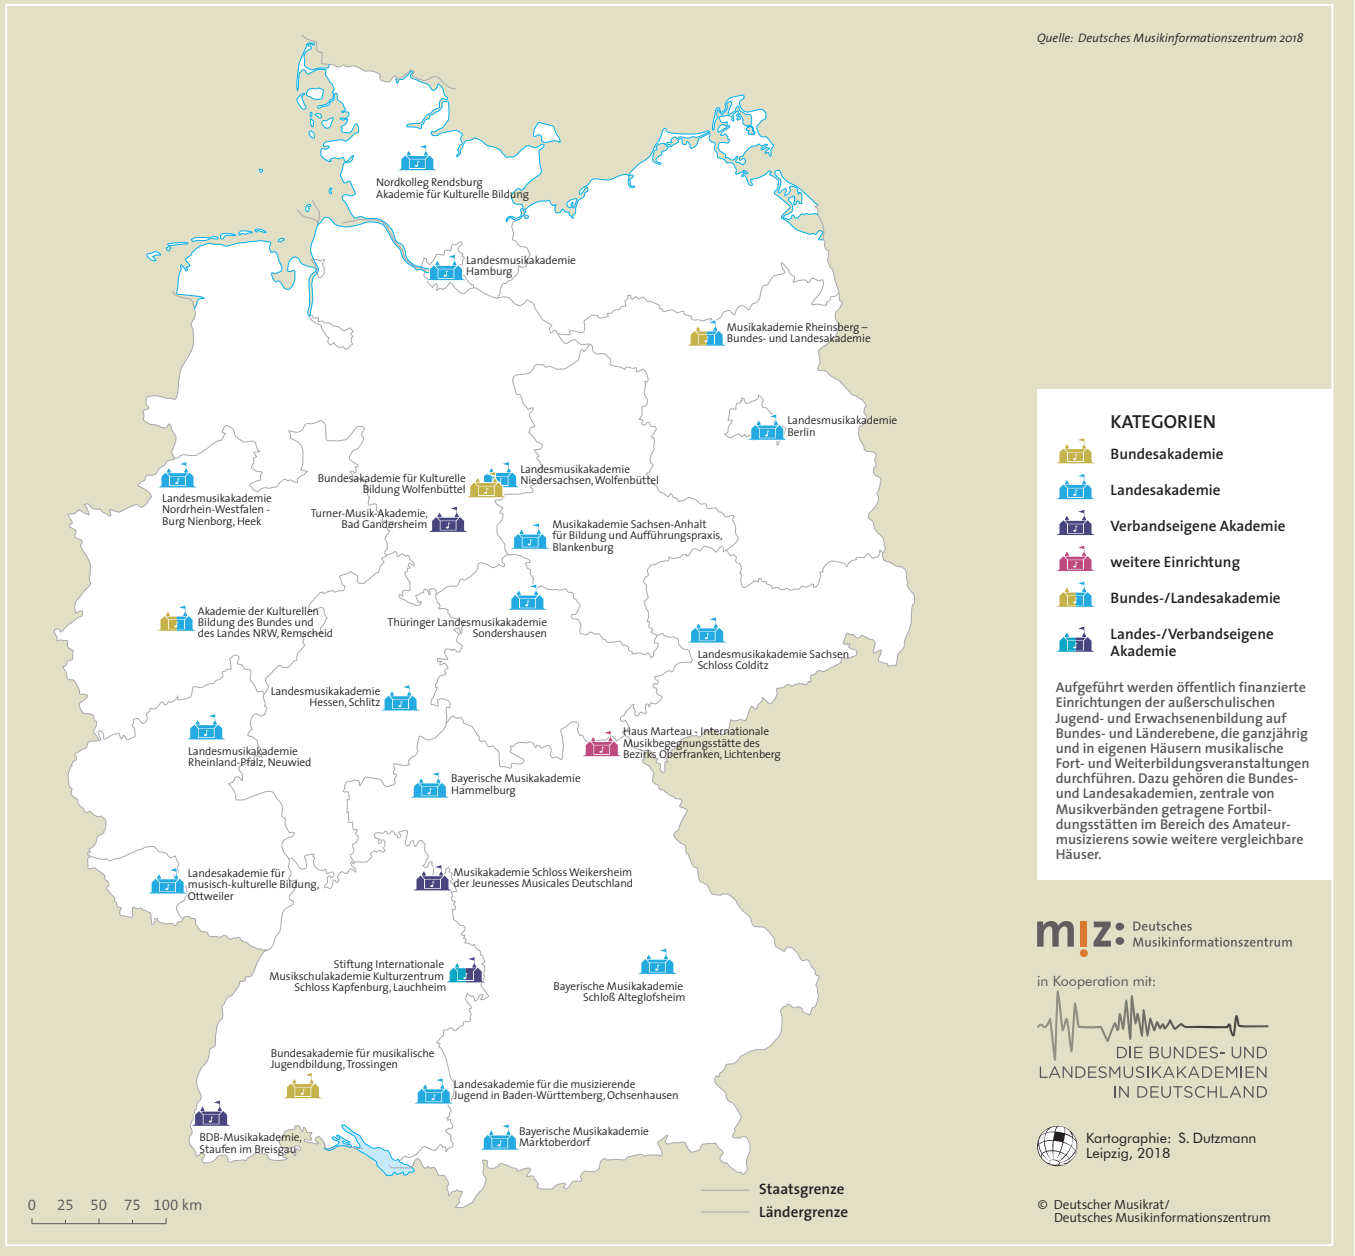 Quelle: Deutsches Musikinformationszentrum 2018
Nordkolleg Rendsburg
Akademie für Kulturelle Bildung
Landesmusikakademie
Hamburg
Musikakademie Rheinsberg –
Bundes- und Landesakademie
Landesmusikakademie
Berlin
Landesmusikakademie
Niedersachsen, Wolfenbüttel
Bundesakademie für Kulturelle
Bildung Wolfenbüttel
Landesmusikakademie
Nordrhein-Westfalen -
Burg Nienborg, Heek
Turner-Musik-Akademie,
Bad Gandersheim
Musikakademie Sachsen-Anhalt
für Bildung und Aufführungspraxis,
Blankenburg
Akademie der Kulturellen
Bildung des Bundes und
des Landes NRW, Remscheid
Thüringer Landesmusikakademie
Sondershausen
Landesmusikakademie Sachsen
Schloss Colditz
Landesmusikakademie
Hessen, Schlitz
Landesmusikakademie
Rheinland-Pfalz, Neuwied
Haus Marteau - Internationale
Musikbegegnungsstätte des
Bezirks Oberfranken, Lichtenberg
Bayerische Musikakademie
Hammelburg
Landesakademie für
musisch-kulturelle Bildung,
Ottweiler
Musikakademie Schloss Weikersheim
der Jeunesses Musicales Deutschland
Stiftung Internationale
Musikschulakademie Kulturzentrum
Schloss Kapfenburg, Lauchheim
Bayerische Musikakademie
Schloß Alteglofsheim
Bundesakademie für musikalische
Jugendbildung, Trossingen
Landesakademie für die musizierende
Jugend in Baden-Württemberg, Ochsenhausen
BDB-Musikakademie,
Staufen im Breisgau
Bayerische Musikakademie
Marktoberdorf
0 25 50 75 100 km
Staatsgrenze
Ländergrenze
KATEGORIEN
Bundesakademie
Landesakademie
Verbandseigene Akademie
weitere Einrichtung
Bundes-/Landesakademie
Landes-/Verbandseigene
Akademie
Aufgeführt werden öffentlich finanzierte
Einrichtungen der außerschulischen
Jugend- und Erwachsenenbildung auf
Bundes- und Länderebene, die ganzjährig
und in eigenen Häusern musikalische
Fort- und Weiterbildungsveranstaltungen
durchführen. Dazu gehören die Bundes-
und Landesakademien, zentrale von
Musikverbänden getragene Fortbil-
dungsstätten im Bereich des Amateur-
musizierens sowie weitere vergleichbare
Häuser.
m!z:
Deutsches
Musikinformationszentrum
in Kooperation mit:
DIE BUNDES- UND
LANDESMUSIKAKADEMIEN
IN DEUTSCHLAND
Kartographie: S. Dutzmann
Leipzig, 2018
© Deutscher Musikrat/
Deutsches Musikinformationszentrum